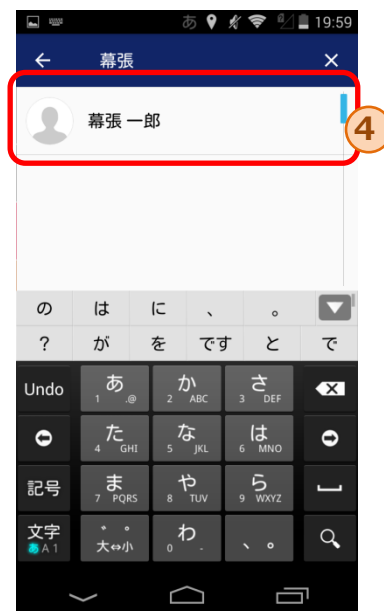 あ 19:59
幕張
幕張 一郎
4
の は に 、 。
? が を です と で
Undo あ 1 .@ か 2 ABC さ 3 DEF
た 4 GHI な 5 JKL は 6 MNO
記号 ま 7 PQRS や 8 TUV ら 9 WXYZ
文字 あA1 ゛゜大⇔小 わ 0 . 、。